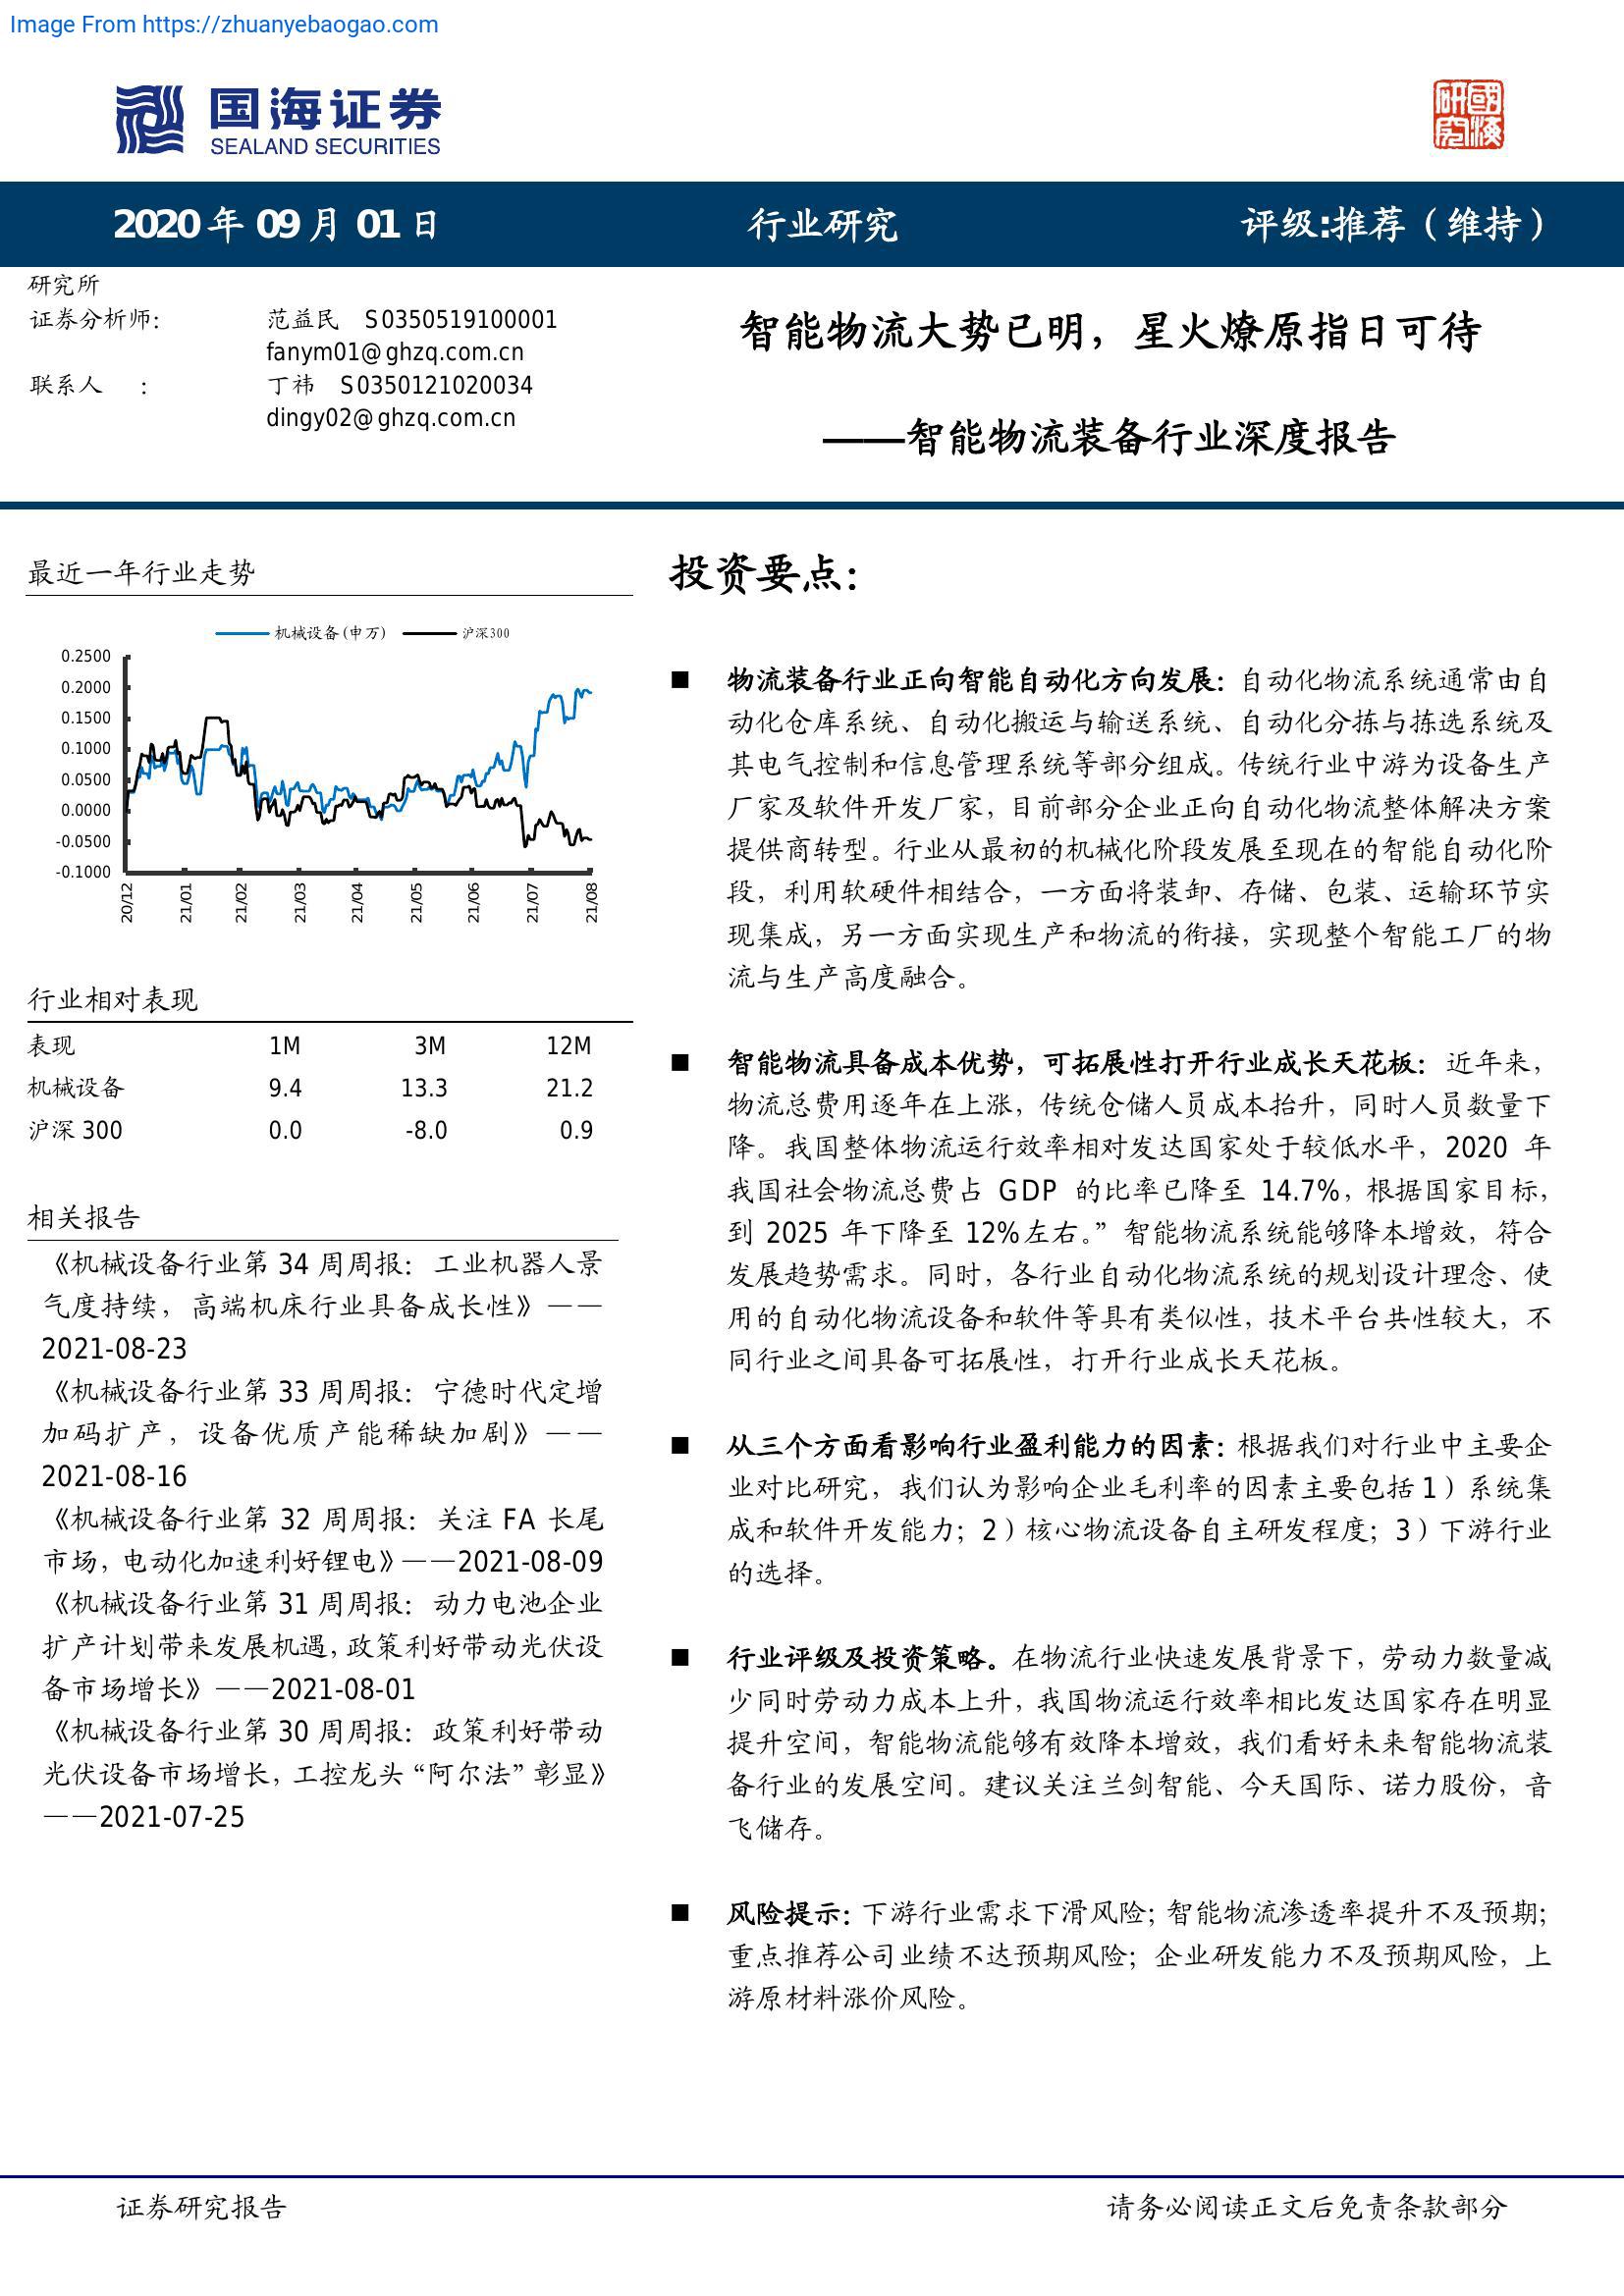 Image From https://zhuanyebaogao.com
国海证券
SEALAND SECURITIES
研國
究海
2020 年 09 月 01 日
行业研究
评级:推荐（维持）
研究所
证券分析师: 范益民 S0350519100001
fanym01@ghzq.com.cn
联系人 : 丁祎 S0350121020034
dingy02@ghzq.com.cn
智能物流大势已明，星火燎原指日可待
——智能物流装备行业深度报告
最近一年行业走势
机械设备(申万) 沪深300
0.2500
0.2000
0.1500
0.1000
0.0500
0.0000
-0.0500
-0.1000
20/12 21/01 21/02 21/03 21/04 21/05 21/06 21/07 21/08
行业相对表现
表现 1M 3M 12M
机械设备 9.4 13.3 21.2
沪深 300 0.0 -8.0 0.9
相关报告
《机械设备行业第 34 周周报：工业机器人景
气度持续，高端机床行业具备成长性》——
2021-08-23
《机械设备行业第 33 周周报：宁德时代定增
加码扩产，设备优质产能稀缺加剧》——
2021-08-16
《机械设备行业第 32 周周报：关注 FA 长尾
市场，电动化加速利好锂电》——2021-08-09
《机械设备行业第 31 周周报：动力电池企业
扩产计划带来发展机遇，政策利好带动光伏设
备市场增长》——2021-08-01
《机械设备行业第 30 周周报：政策利好带动
光伏设备市场增长，工控龙头“阿尔法”彰显》
——2021-07-25
投资要点：
■ 物流装备行业正向智能自动化方向发展：自动化物流系统通常由自
动化仓库系统、自动化搬运与输送系统、自动化分拣与拣选系统及
其电气控制和信息管理系统等部分组成。传统行业中游为设备生产
厂家及软件开发厂家，目前部分企业正向自动化物流整体解决方案
提供商转型。行业从最初的机械化阶段发展至现在的智能自动化阶
段，利用软硬件相结合，一方面将装卸、存储、包装、运输环节实
现集成，另一方面实现生产和物流的衔接，实现整个智能工厂的物
流与生产高度融合。
■ 智能物流具备成本优势，可拓展性打开行业成长天花板：近年来，
物流总费用逐年在上涨，传统仓储人员成本抬升，同时人员数量下
降。我国整体物流运行效率相对发达国家处于较低水平，2020 年
我国社会物流总费占 GDP 的比率已降至 14.7%，根据国家目标，
到 2025 年下降至 12%左右。”智能物流系统能够降本增效，符合
发展趋势需求。同时，各行业自动化物流系统的规划设计理念、使
用的自动化物流设备和软件等具有类似性，技术平台共性较大，不
同行业之间具备可拓展性，打开行业成长天花板。
■ 从三个方面看影响行业盈利能力的因素：根据我们对行业中主要企
业对比研究，我们认为影响企业毛利率的因素主要包括 1）系统集
成和软件开发能力；2）核心物流设备自主研发程度；3）下游行业
的选择。
■ 行业评级及投资策略。在物流行业快速发展背景下，劳动力数量减
少同时劳动力成本上升，我国物流运行效率相比发达国家存在明显
提升空间，智能物流能够有效降本增效，我们看好未来智能物流装
备行业的发展空间。建议关注兰剑智能、今天国际、诺力股份，音
飞储存。
■ 风险提示：下游行业需求下滑风险；智能物流渗透率提升不及预期；
重点推荐公司业绩不达预期风险；企业研发能力不及预期风险，上
游原材料涨价风险。
证券研究报告
请务必阅读正文后免责条款部分